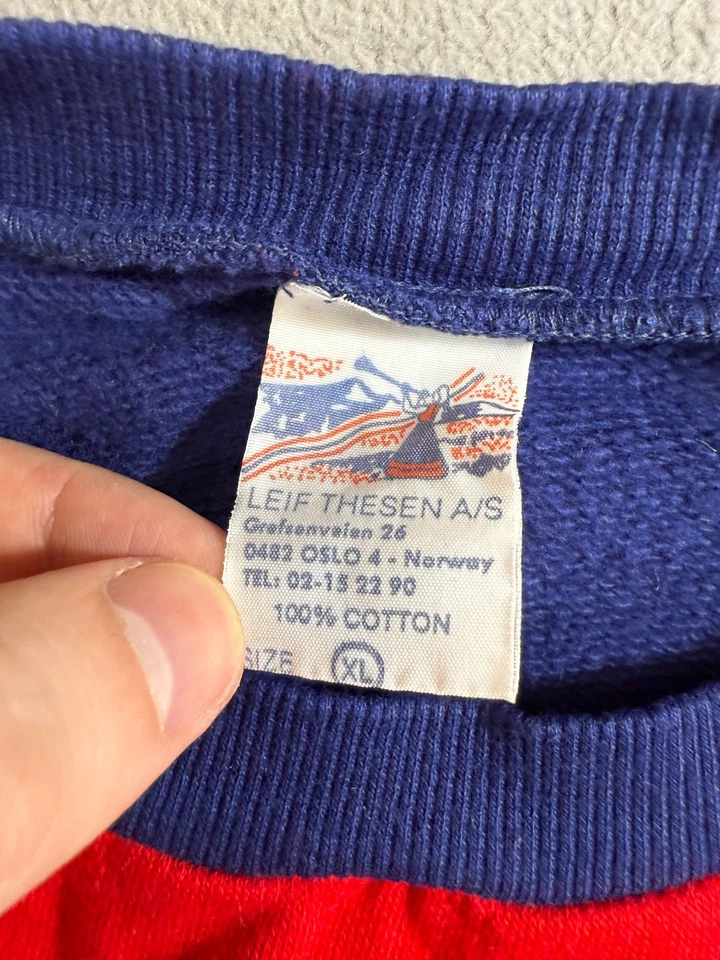 LEIF THESEN A/S
Grefsenveien 26
0482 OSLO 4 - Norway
TEL: 02-15 22 90
100% COTTON
SIZE XL